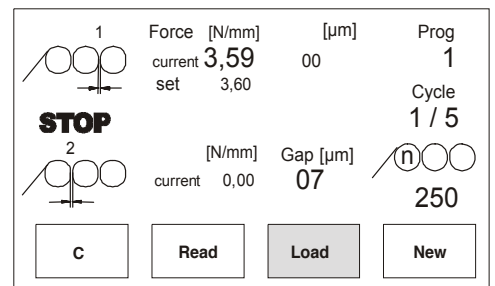 1 Force [N/mm] [µm] Prog
current 3,59 00 1
set 3,60
Cycle
STOP 1 / 5
2 [N/mm] Gap [µm] n
current 0,00 07
250
C Read Load New